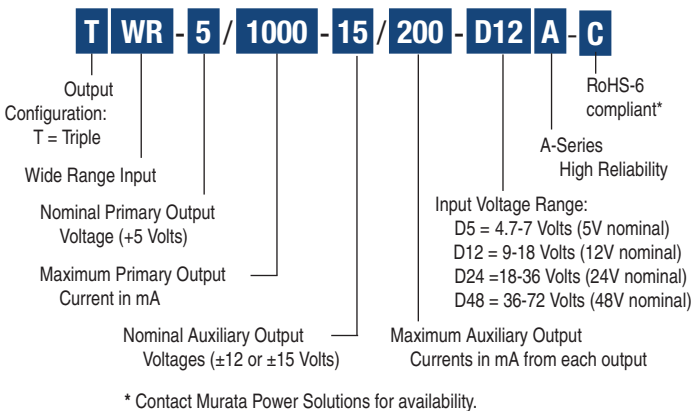 T WR - 5 / 1000 - 15 / 200 - D12 A - C
Output
Configuration:
T = Triple
Wide Range Input
Nominal Primary Output
Voltage (+5 Volts)
Maximum Primary Output
Current in mA
Nominal Auxiliary Output
Voltages (±12 or ±15 Volts)
RoHS-6
compliant*
A-Series
High Reliability
Input Voltage Range:
D5 = 4.7-7 Volts (5V nominal)
D12 = 9-18 Volts (12V nominal)
D24 =18-36 Volts (24V nominal)
D48 = 36-72 Volts (48V nominal)
Maximum Auxiliary Output
Currents in mA from each output
* Contact Murata Power Solutions for availability.